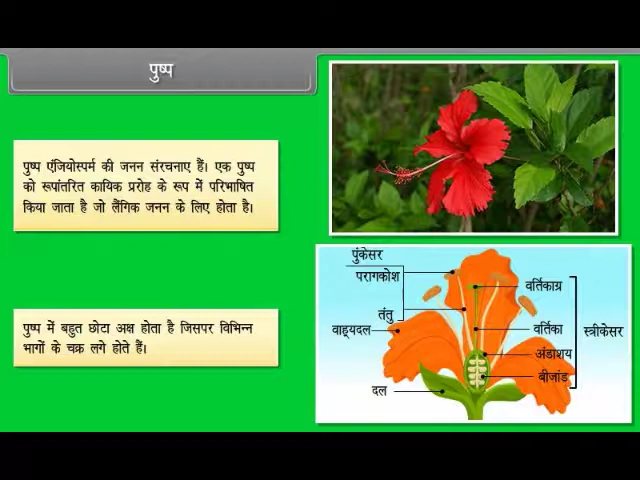 पुष्प
पुष्प एंजियोस्पर्म की जनन संरचनाए हैं। एक पुष्प
को रूपांतरित कायिक प्ररोह के रूप में परिभाषित
किया जाता है जो लैंगिक जनन के लिए होता है।
पुष्प में बहुत छोटा अक्ष होता है जिसपर विभिन्न
भागों के चक्र लगे होते हैं।
पुंकेसर
परागकोश
तंतु
वाह्यदल
दल
वर्तिकाग्र
वर्तिका
अंडाशय
बीजांड
स्त्रीकेसर